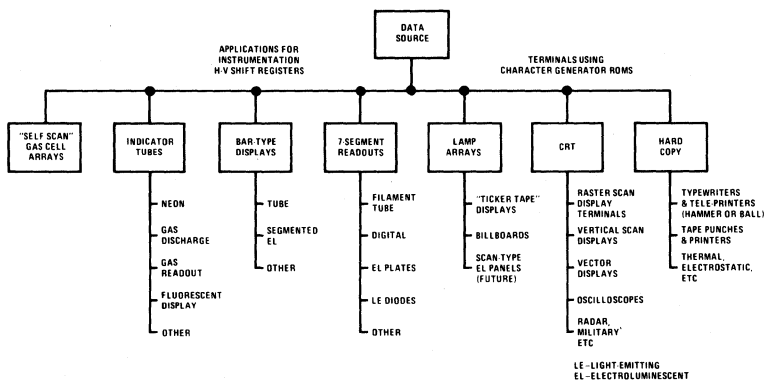 DATA
SOURCE
APPLICATIONS FOR
INSTRUMENTATION
H-V SHIFT REGISTERS
TERMINALS USING
CHARACTER GENERATOR ROMS
"SELF SCAN"
GAS CELL
ARRAYS
INDICATOR
TUBES
BAR-TYPE
DISPLAYS
7-SEGMENT
READOUTS
LAMP
ARRAYS
CRT
HARD
COPY
NEON
GAS
DISCHARGE
GAS
READOUT
FLUORESCENT
DISPLAY
OTHER
TUBE
SEGMENTED
EL
OTHER
FILAMENT
TUBE
DIGITAL
EL PLATES
LE DIODES
OTHER
"TICKER TAPE"
DISPLAYS
BILLBOARDS
SCAN-TYPE
EL PANELS
(FUTURE)
RASTER SCAN
DISPLAY
TERMINALS
VERTICAL SCAN
DISPLAYS
VECTOR
DISPLAYS
OSCILLOSCOPES
RADAR,
MILITARY
ETC
TYPEWRITERS
& TELE-PRINTERS
(HAMMER OR BALL)
TAPE PUNCHES
& PRINTERS
THERMAL,
ELECTROSTATIC,
ETC
LE-LIGHT-EMITTING
EL-ELECTROLUMINESCENT